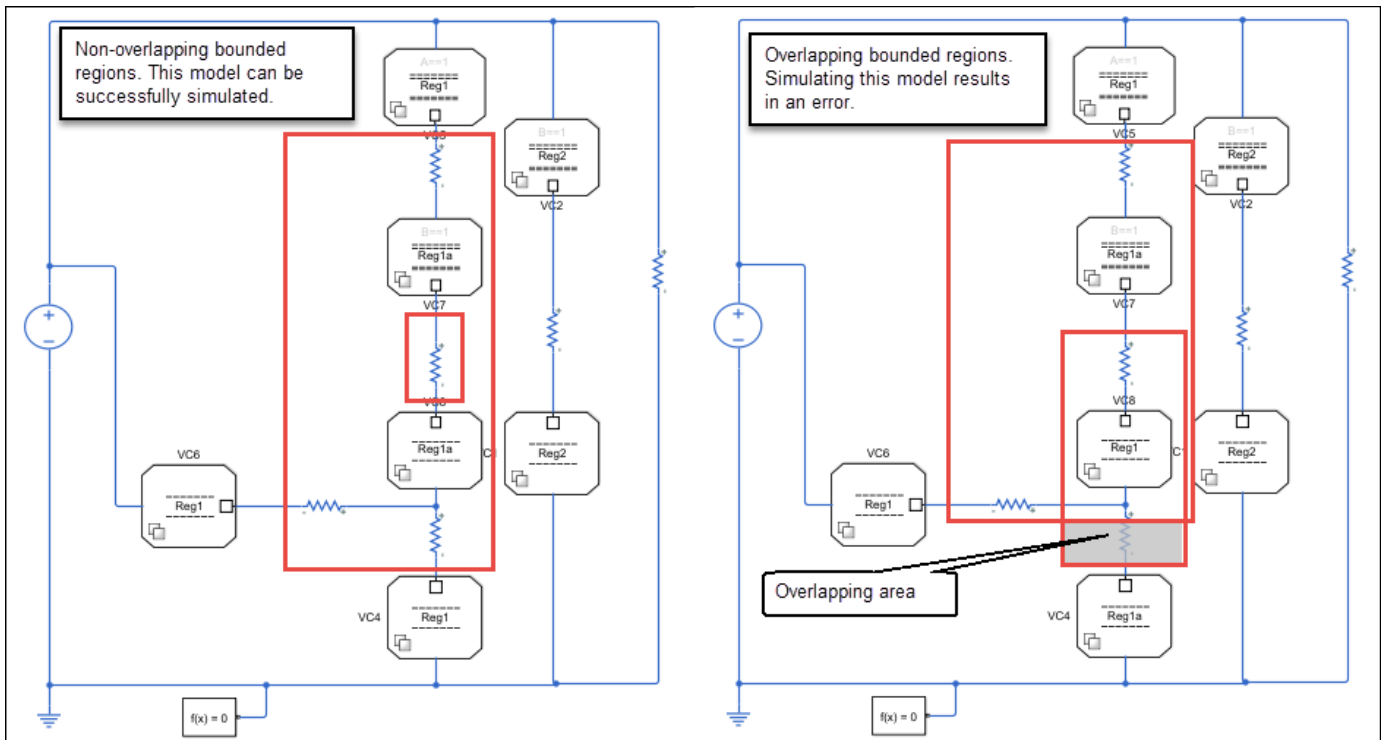 Non-overlapping bounded
regions. This model can be
successfully simulated.
A==1
Reg1
B==1
Reg2
VC2
B==1
Reg1a
VC7
Reg1a
Reg2
VC6
Reg1
VC4
Reg1
f(x) = 0
Overlapping bounded regions.
Simulating this model results
in an error.
A==1
Reg1
VC5
B==1
Reg2
VC2
B==1
Reg1a
VC7
VC8
Reg1
Reg2
VC6
Reg1
Overlapping area
VC4
Reg1a
f(x) = 0